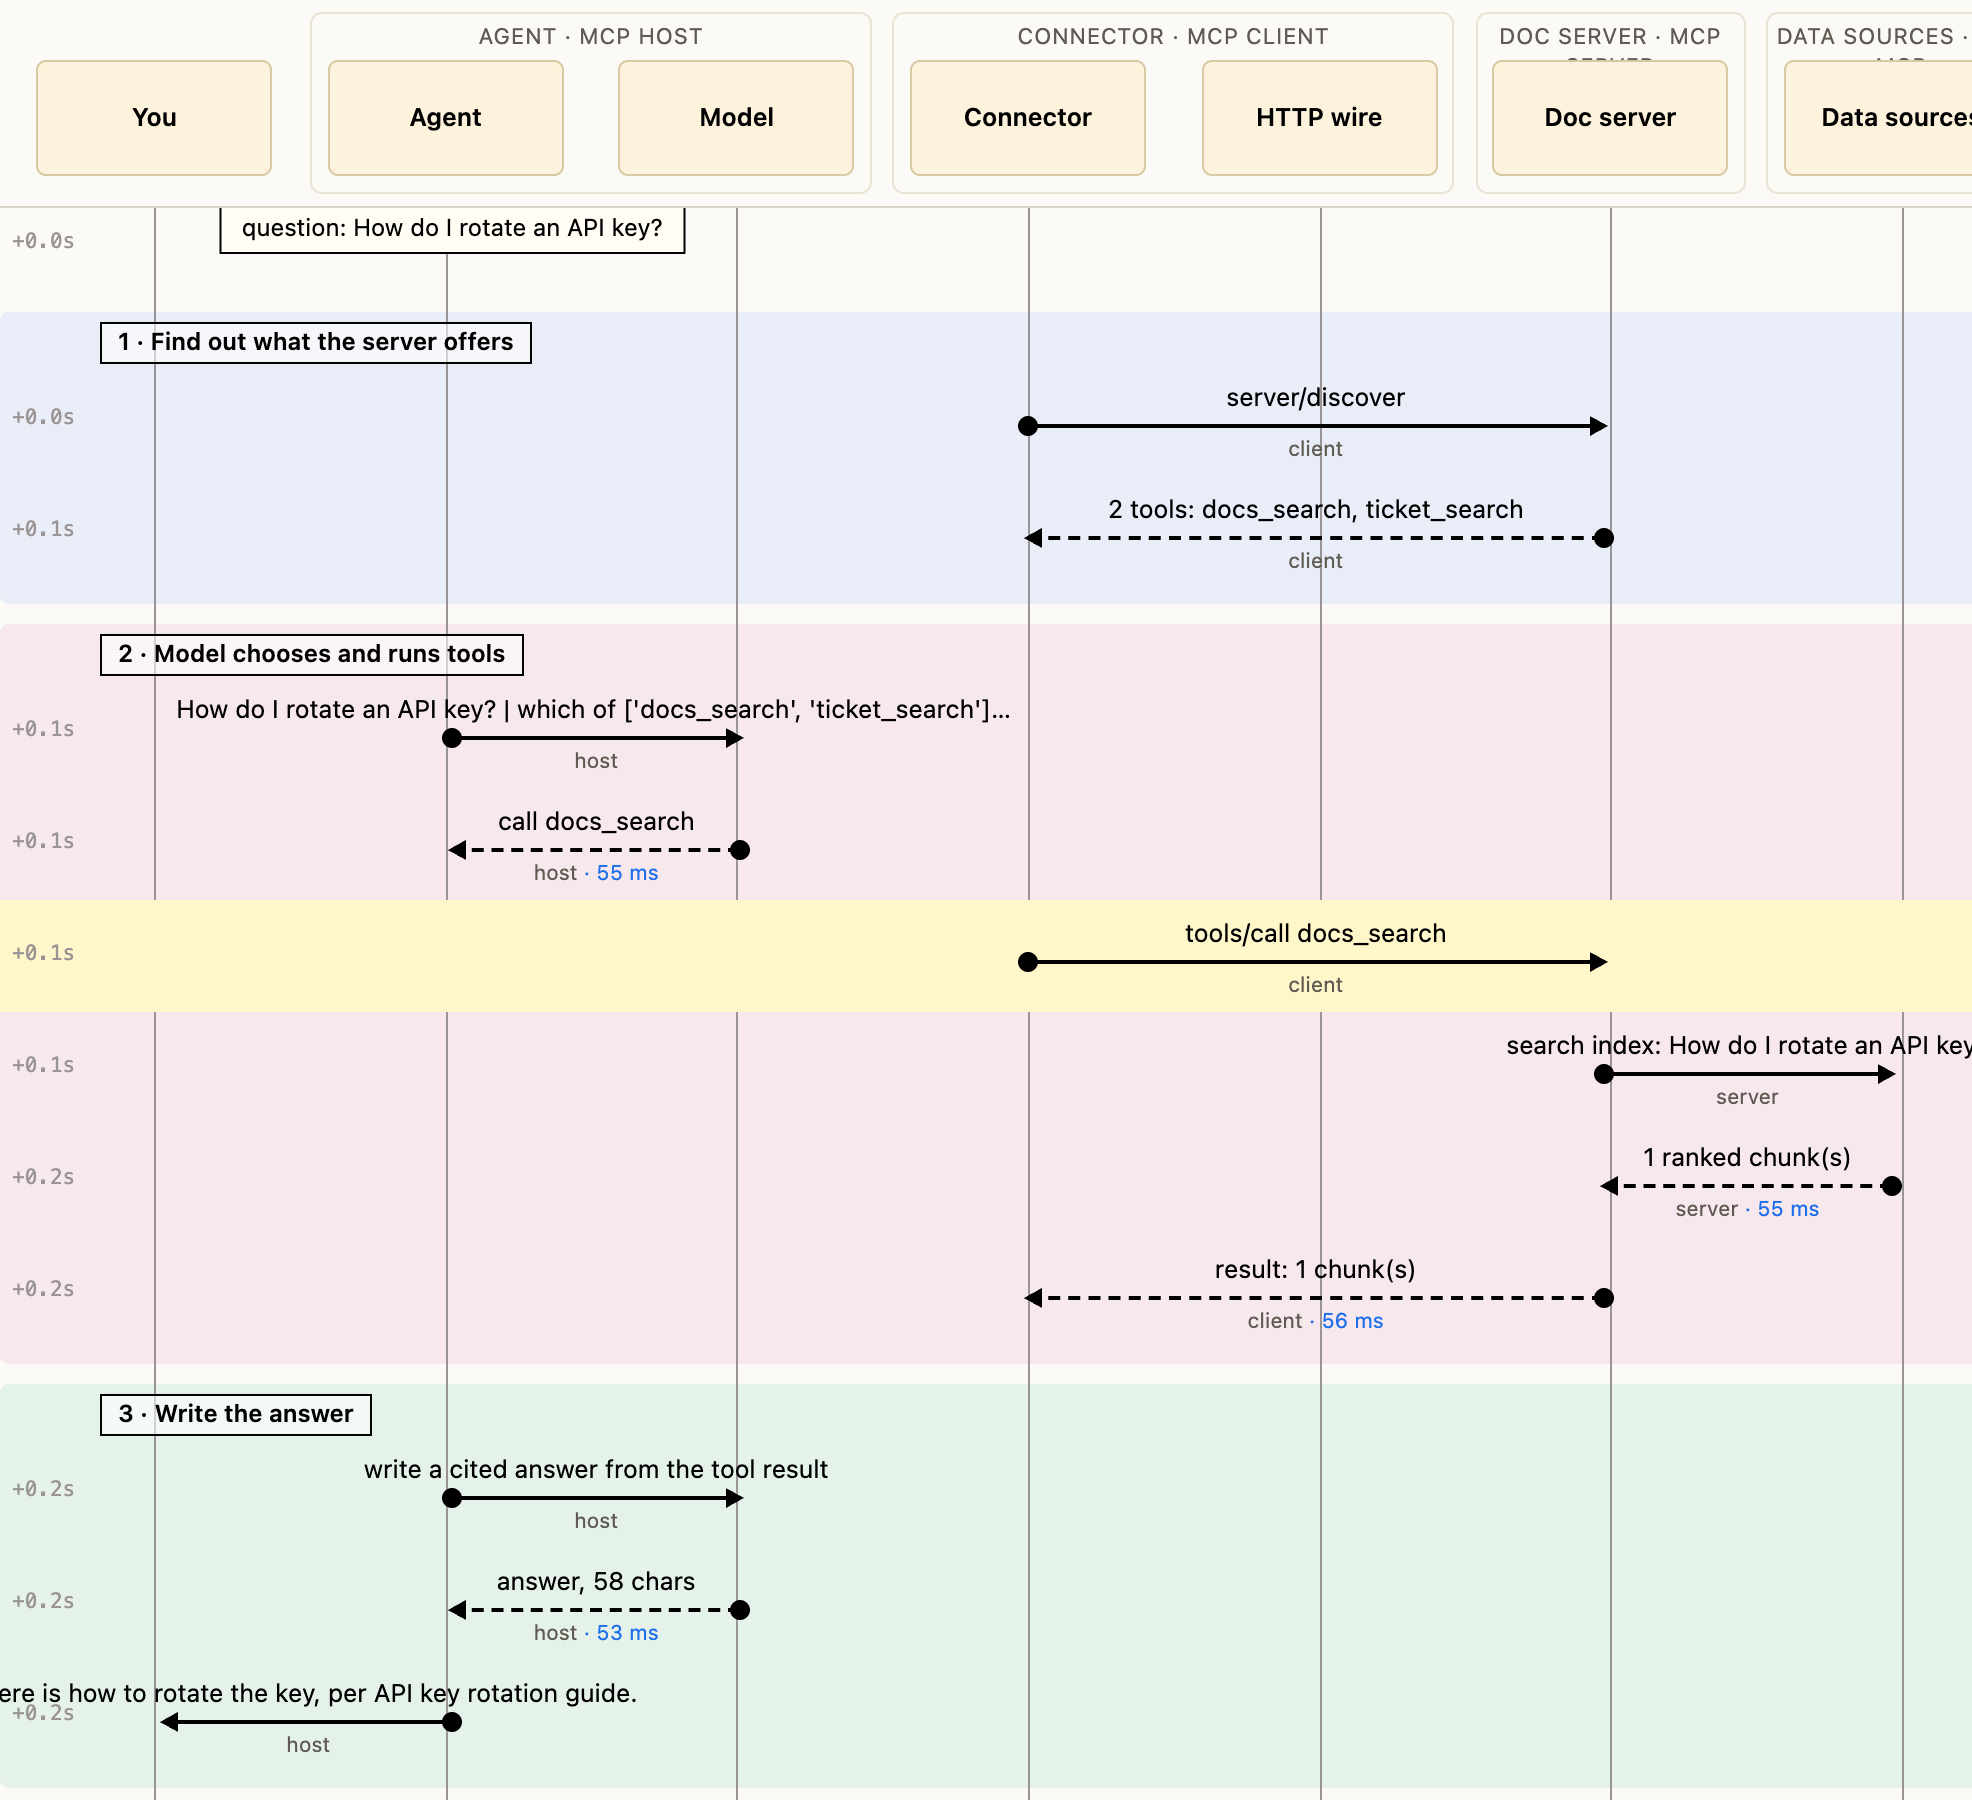 AGENT · MCP HOST
CONNECTOR · MCP CLIENT
DOC SERVER · MCP
SERVER
DATA SOURCES ·
MCP
You
Agent
Model
Connector
HTTP wire
Doc server
Data sources
+0.0s
question: How do I rotate an API key?
1 · Find out what the server offers
+0.0s
server/discover
client
+0.1s
2 tools: docs_search, ticket_search
client
2 · Model chooses and runs tools
+0.1s
How do I rotate an API key? | which of ['docs_search', 'ticket_search']...
host
+0.1s
call docs_search
host · 55 ms
+0.1s
tools/call docs_search
client
+0.1s
search index: How do I rotate an API key
server
+0.2s
1 ranked chunk(s)
server · 55 ms
+0.2s
result: 1 chunk(s)
client · 56 ms
3 · Write the answer
+0.2s
write a cited answer from the tool result
host
+0.2s
answer, 58 chars
host · 53 ms
ere is how to rotate the key, per API key rotation guide.
+0.2s
host